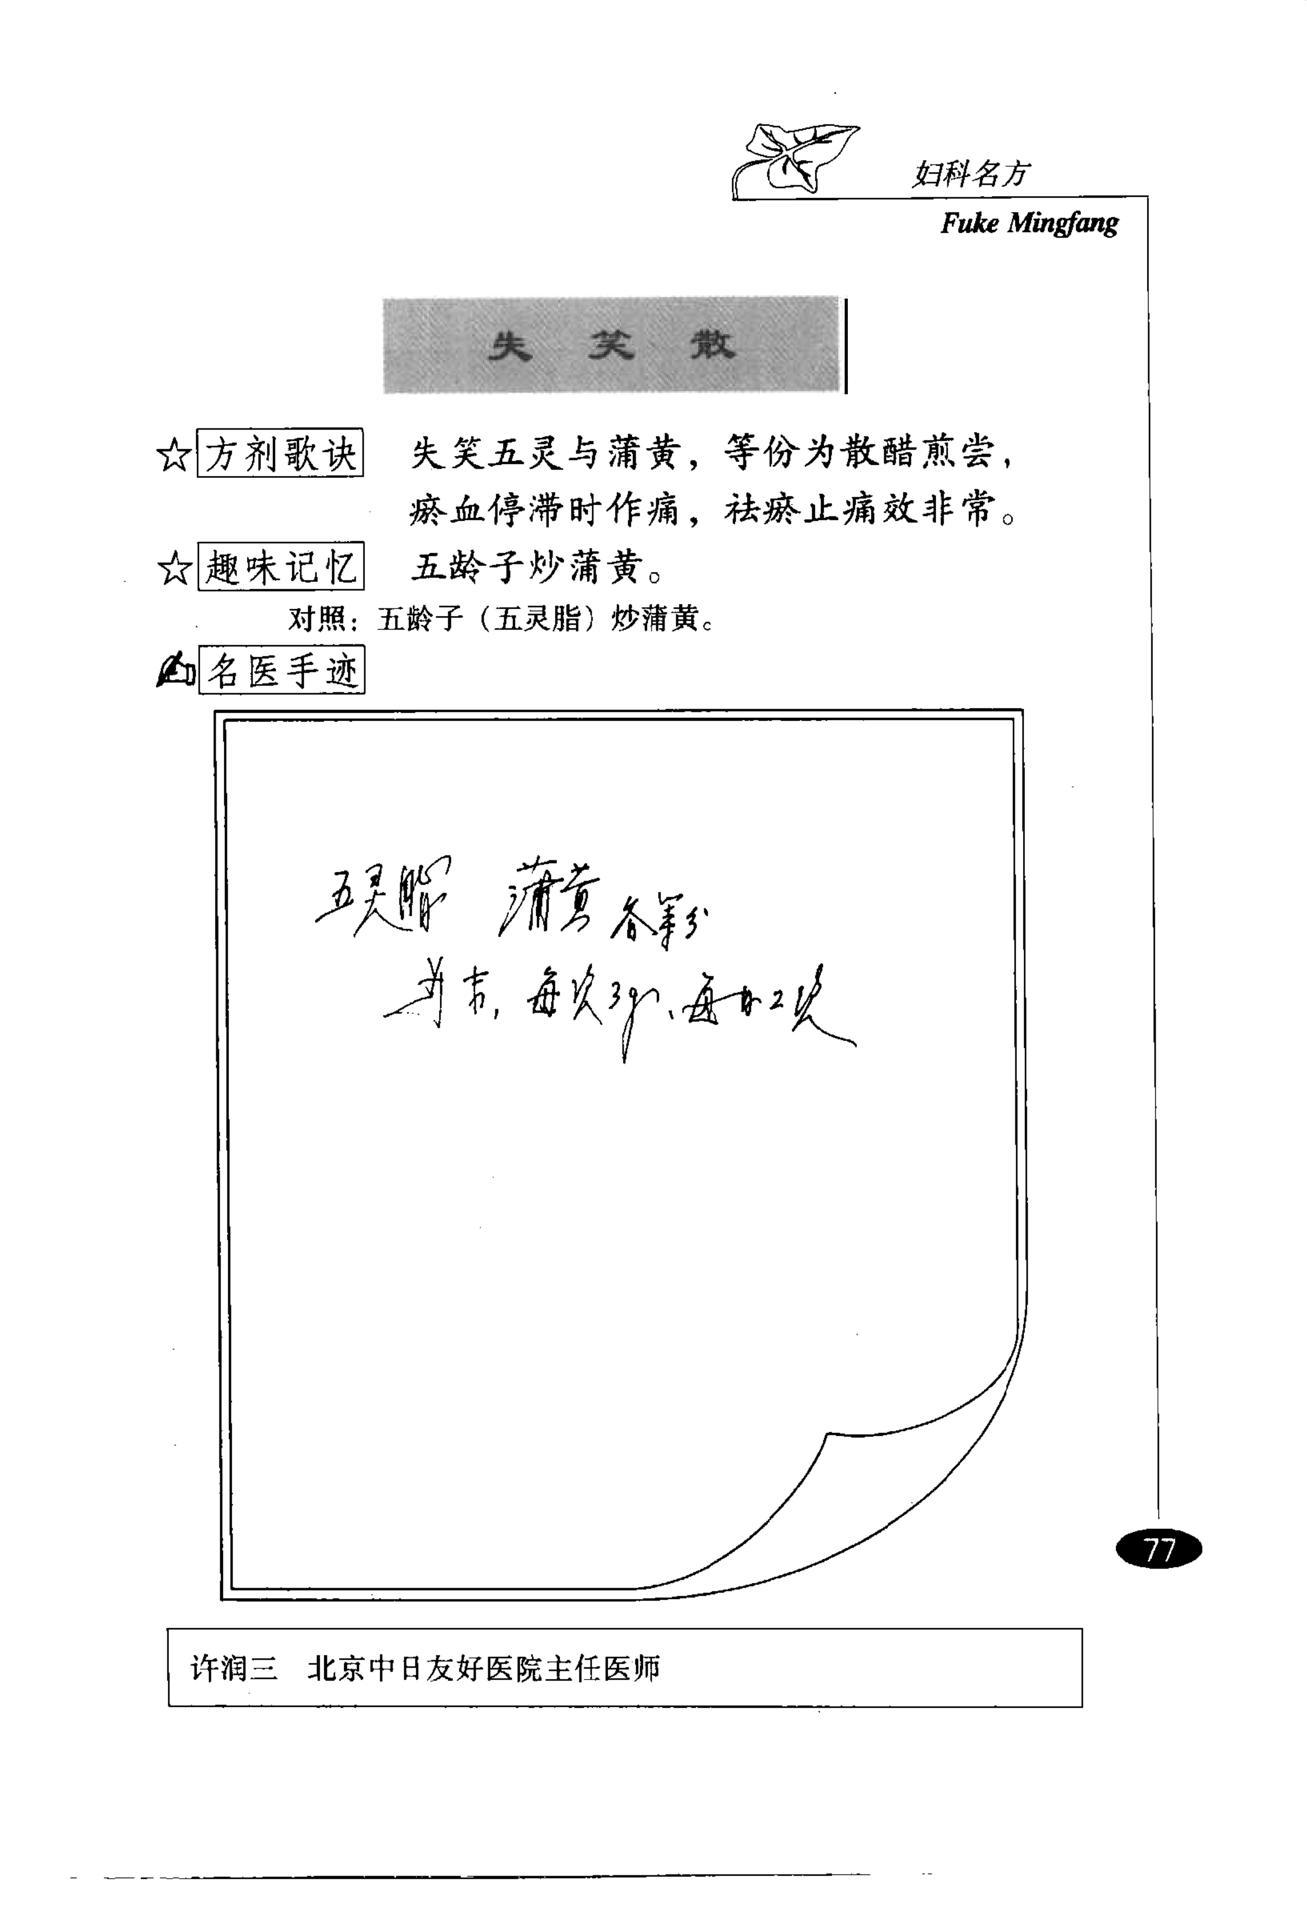 妇科名方
Fuke Mingfang
失笑散
☆方剂歌诀 失笑五灵与蒲黄，等份为散醋煎尝，
瘀血停滞时作痛，祛瘀止痛效非常。
☆趣味记忆 五龄子炒蒲黄。
对照：五龄子（五灵脂）炒蒲黄。
名医手迹
五灵脂 蒲黄 各等分
末，每次3g、每日2次
77
许润三 北京中日友好医院主任医师